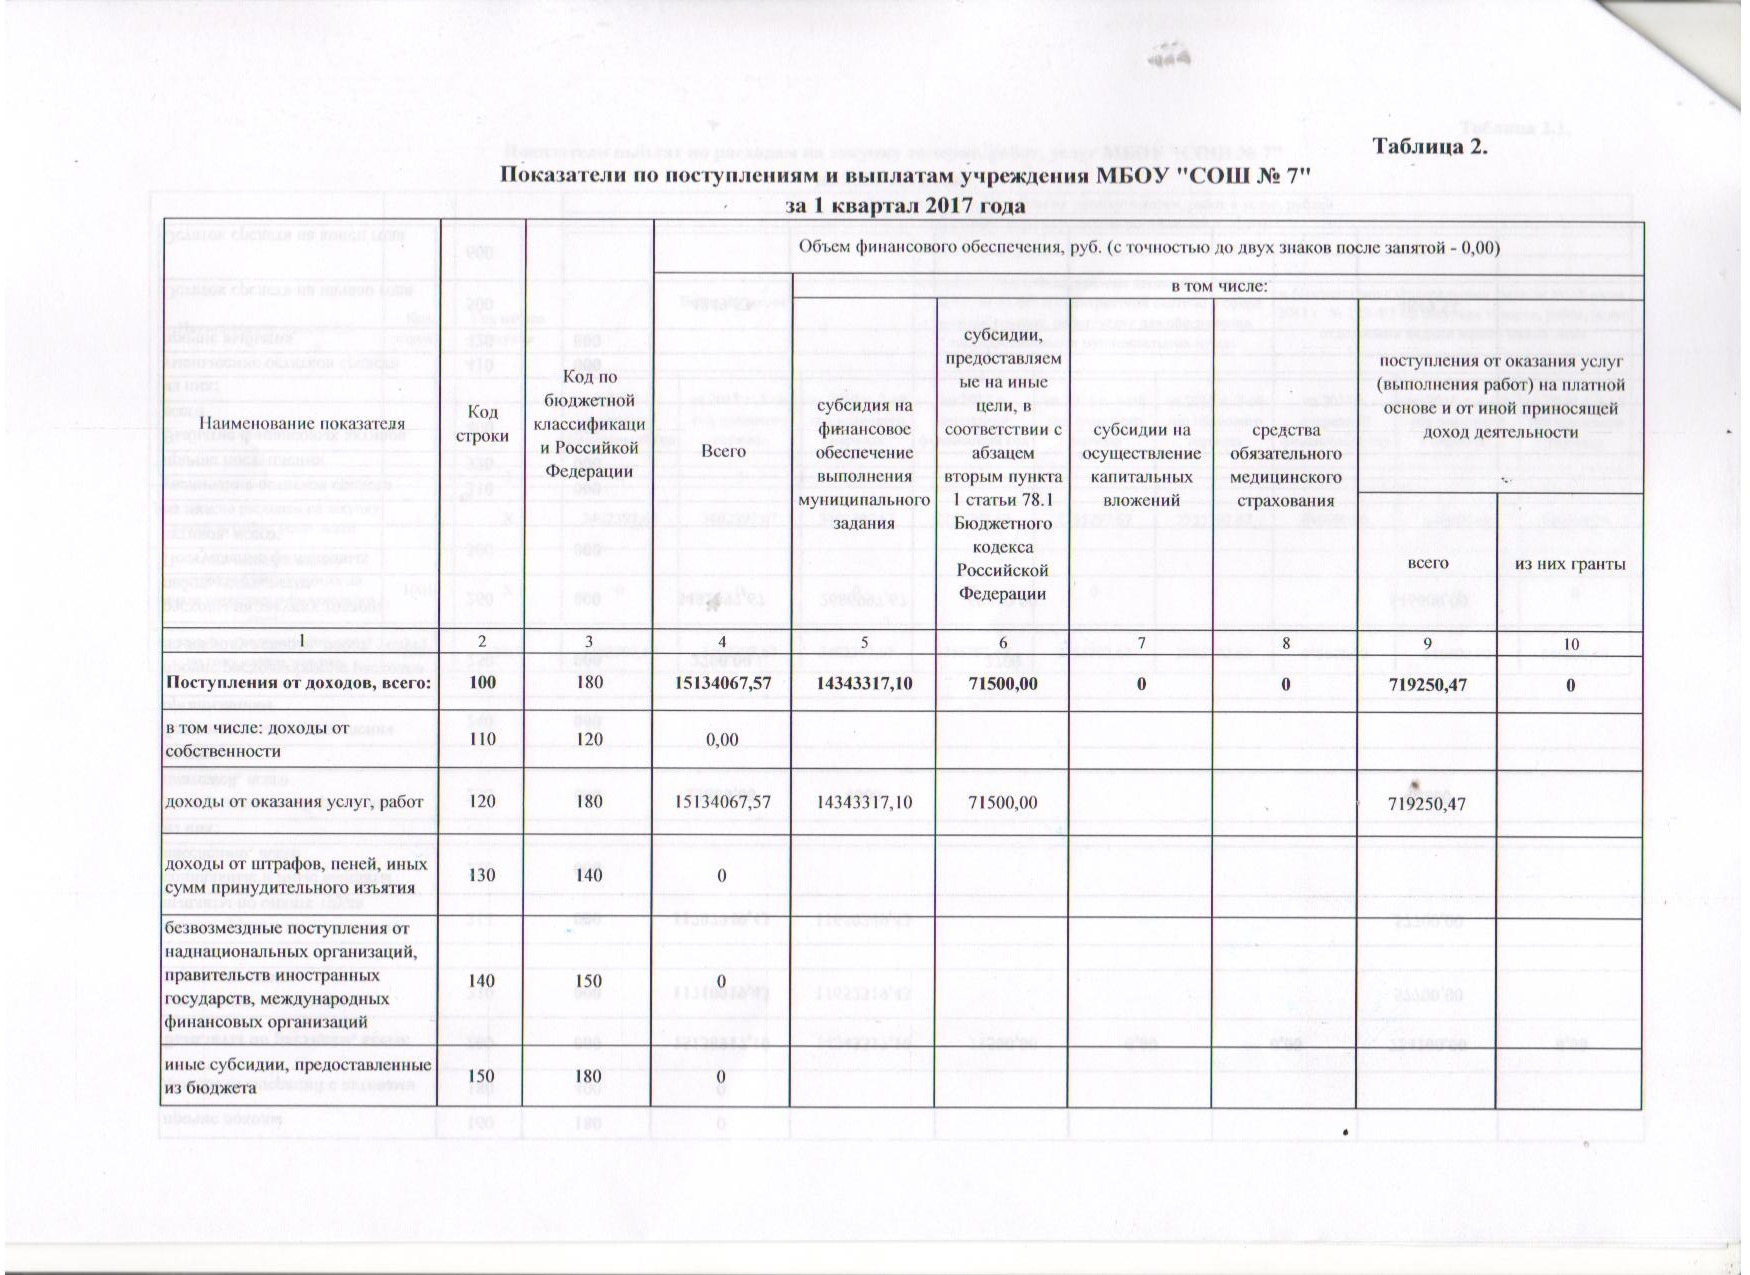 Таблица 2.
Показатели по поступлениям и выплатам учреждения МБОУ "СОШ № 7"
за 1 квартал 2017 года
Наименование показателя
Код
строки
Код по
бюджетной
классификаци
и Российкой
Федерации
Объем финансового обеспечения, руб. (с точностью до двух знаков после запятой - 0,00)
Всего
в том числе:
субсидия на
финансовое
обеспечение
выполнения
муниципального
задания
субсидии,
предоставляем
ые на иные
цели, в
соответствии с
абзацем
вторым пункта
1 статьи 78.1
Бюджетного
кодекса
Российской
Федерации
субсидии на
осуществление
капитальных
вложений
средства
обязательного
медицинского
страхования
поступления от оказания услуг
(выполнения работ) на платной
основе и от иной приносящей
доход деятельности
всего
из них гранты
1 2 3 4 5 6 7 8 9 10
Поступления от доходов, всего: 100 180 15134067,57 14343317,10 71500,00 0 0 719250,47 0
в том числе: доходы от
собственности 110 120 0,00
доходы от оказания услуг, работ 120 180 15134067,57 14343317,10 71500,00 719250,47
доходы от штрафов, пеней, иных
сумм принудительного изъятия 130 140 0
безвозмездные поступления от
наднациональных организаций,
правительств иностранных
государств, международных
финансовых организаций 140 150 0
иные субсидии, предоставленные
из бюджета 150 180 0